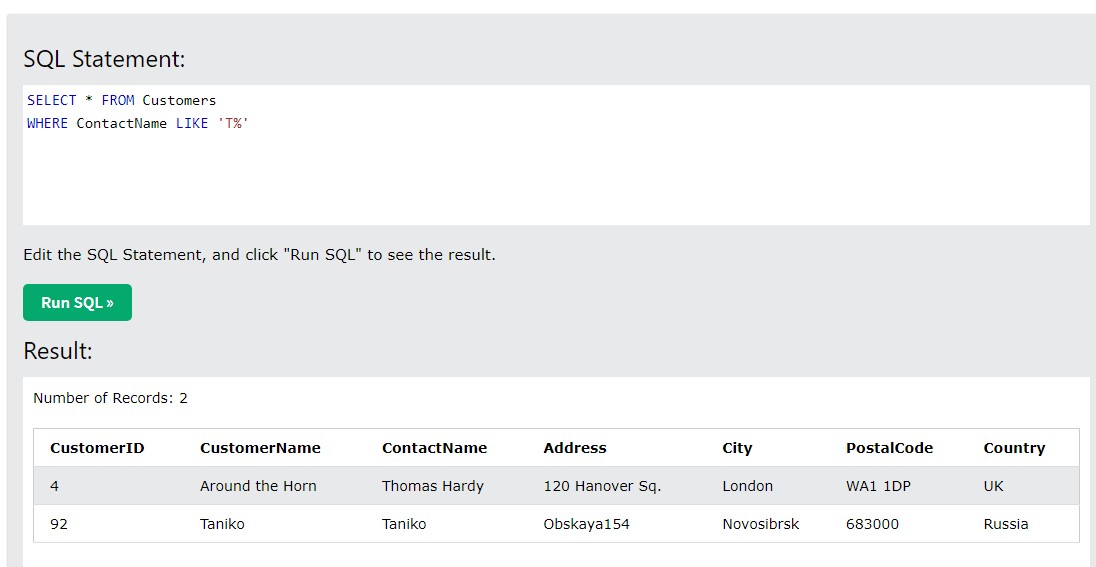 SQL Statement:
SELECT * FROM Customers
WHERE ContactName LIKE 'T%'
Edit the SQL Statement, and click "Run SQL" to see the result.
Run SQL »
Result:
Number of Records: 2
CustomerID CustomerName ContactName Address City PostalCode Country
4 Around the Horn Thomas Hardy 120 Hanover Sq. London WA1 1DP UK
92 Taniko Taniko Obskaya154 Novosibrsk 683000 Russia